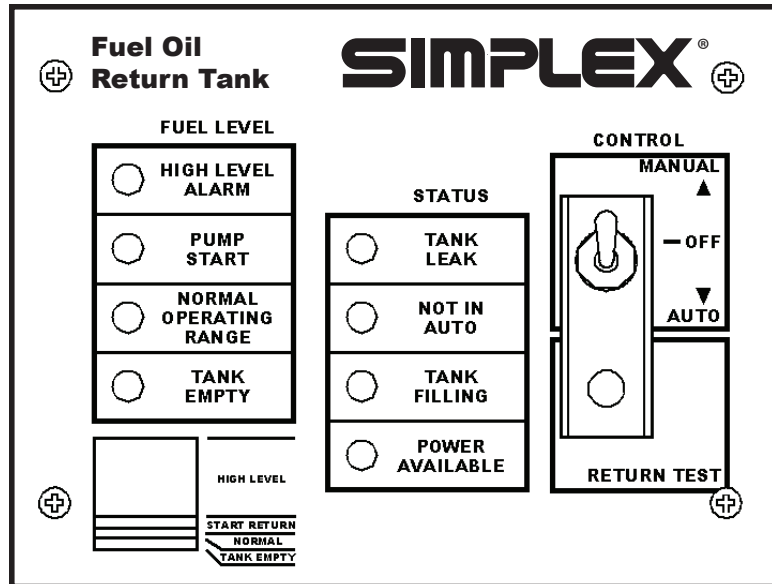 Fuel Oil
Return Tank
SIMPLEX®
FUEL LEVEL
HIGH LEVEL
ALARM
PUMP
START
NORMAL
OPERATING
RANGE
TANK
EMPTY
HIGH LEVEL
START RETURN
NORMAL
TANK EMPTY
STATUS
TANK
LEAK
NOT IN
AUTO
TANK
FILLING
POWER
AVAILABLE
CONTROL
MANUAL
OFF
AUTO
RETURN TEST